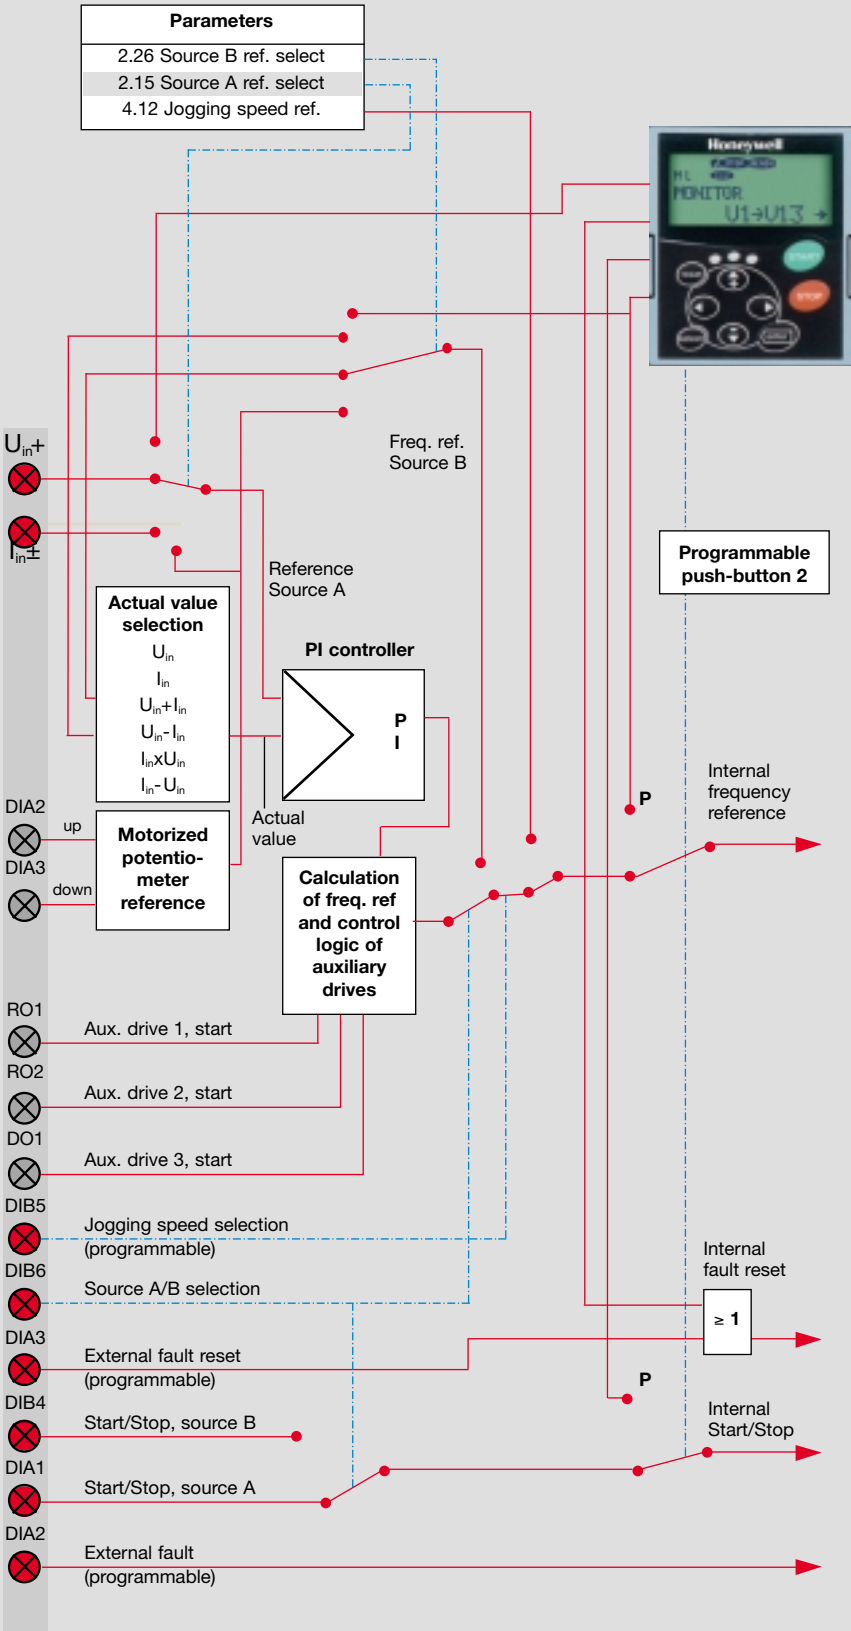 Parameters
2.26 Source B ref. select
2.15 Source A ref. select
4.12 Jogging speed ref.
Honeywell
MONITOR
U1→U13 →
START
STOP
Uin+
Freq. ref.
Source B
Iin±
Programmable
push-button 2
Reference
Source A
Actual value
selection
Uin
Iin
Uin+Iin
Uin-Iin
IinxUin
Iin-Uin
PI controller
P
I
Internal
frequency
reference
P
DIA2
up
Actual
value
Motorized
potentio-
meter
reference
DIA3
down
Calculation
of freq. ref
and control
logic of
auxiliary
drives
RO1
Aux. drive 1, start
RO2
Aux. drive 2, start
DO1
Aux. drive 3, start
DIB5
Jogging speed selection
(programmable)
Internal
fault reset
DIB6
Source A/B selection
≥ 1
DIA3
External fault reset
(programmable)
P
DIB4
Start/Stop, source B
Internal
Start/Stop
DIA1
Start/Stop, source A
DIA2
External fault
(programmable)